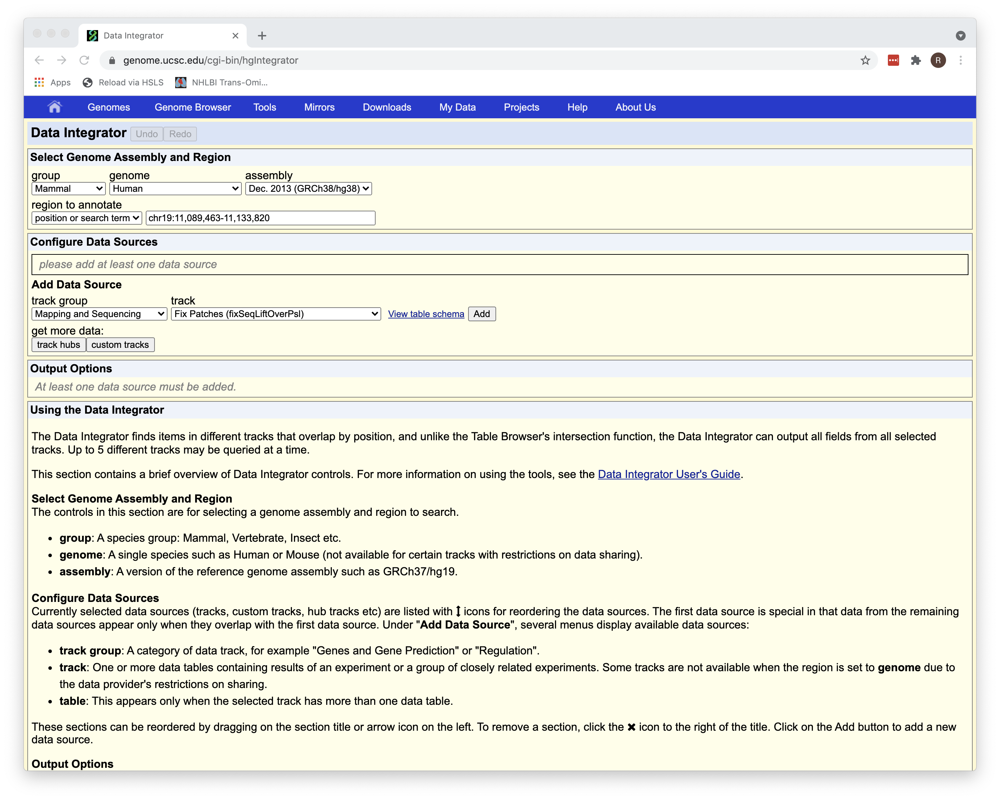 Data Integrator
genome.ucsc.edu/cgi-bin/hgIntegrator
R
Apps Reload via HSLS NHLBI Trans-Omi...
Genomes Genome Browser Tools Mirrors Downloads My Data Projects Help About Us
Data Integrator Undo Redo
Select Genome Assembly and Region
group genome assembly
Mammal Human Dec. 2013 (GRCh38/hg38)
region to annotate
position or search term chr19:11,089,463-11,133,820
Configure Data Sources
please add at least one data source
Add Data Source
track group track
Mapping and Sequencing Fix Patches (fixSeqLiftOverPsl) View table schema Add
get more data:
track hubs custom tracks
Output Options
At least one data source must be added.
Using the Data Integrator
The Data Integrator finds items in different tracks that overlap by position, and unlike the Table Browser's intersection function, the Data Integrator can output all fields from all selected
tracks. Up to 5 different tracks may be queried at a time.
This section contains a brief overview of Data Integrator controls. For more information on using the tools, see the Data Integrator User's Guide.
Select Genome Assembly and Region
The controls in this section are for selecting a genome assembly and region to search.
• group: A species group: Mammal, Vertebrate, Insect etc.
• genome: A single species such as Human or Mouse (not available for certain tracks with restrictions on data sharing).
• assembly: A version of the reference genome assembly such as GRCh37/hg19.
Configure Data Sources
Currently selected data sources (tracks, custom tracks, hub tracks etc) are listed with ↕ icons for reordering the data sources. The first data source is special in that data from the remaining
data sources appear only when they overlap with the first data source. Under "Add Data Source", several menus display available data sources:
• track group: A category of data track, for example "Genes and Gene Prediction" or "Regulation".
• track: One or more data tables containing results of an experiment or a group of closely related experiments. Some tracks are not available when the region is set to genome due to
the data provider's restrictions on sharing.
• table: This appears only when the selected track has more than one data table.
These sections can be reordered by dragging on the section title or arrow icon on the left. To remove a section, click the ✖ icon to the right of the title. Click on the Add button to add a new
data source.
Output Options